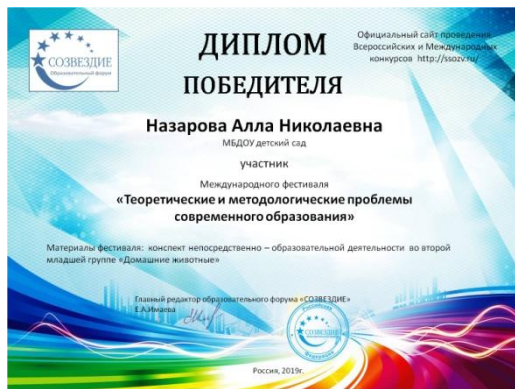 СОЗВЕЗДИЕ
Образовательный форум
ДИПЛОМ
ПОБЕДИТЕЛЯ
Официальный сайт проведения
Всероссийских и Международных
конкурсов http://ssozv.ru/
Назарова Алла Николаевна
МБДОУ детский сад
участник
Международного фестиваля
«Теоретические и методологические проблемы
современного образования»
Материалы фестиваля: конспект непосредственно – образовательной деятельности во второй
младшей группе «Домашние животные»
Главный редактор образовательного форума «СОЗВЕЗДИЕ»
Е.А.Имаева
СОЗВЕЗДИЕ
Россия, 2019г.